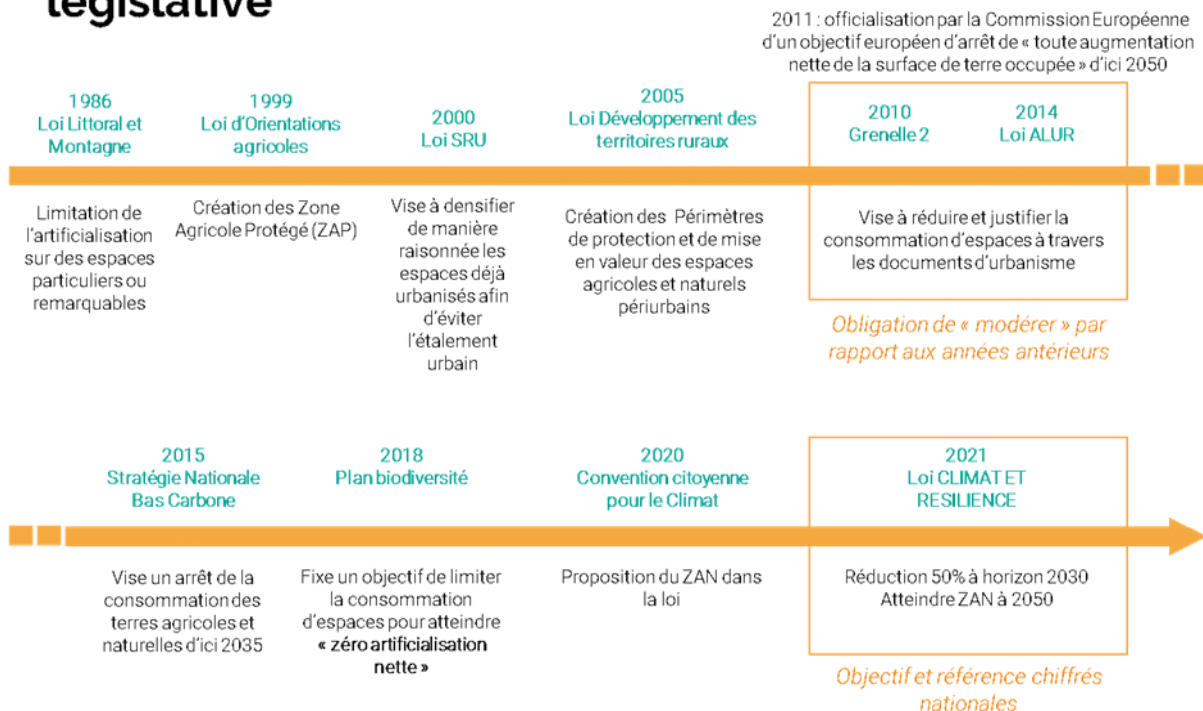 législative
2011 : officialisation par la Commission Européenne
d'un objectif européen d'arrêt de « toute augmentation
nette de la surface de terre occupée » d'ici 2050
1986
Loi Littoral et
Montagne
1999
Loi d'Orientations
agricoles
2000
Loi SRU
2005
Loi Développement des
territoires ruraux
2010
Grenelle 2
2014
Loi ALUR
Limitation de
l'artificialisation
sur des espaces
particuliers ou
remarquables
Création des Zone
Agricole Protégé (ZAP)
Vise à densifier
de manière
raisonnée les
espaces déjà
urbanisés afin
d'éviter
l'étalement
urbain
Création des Périmètres
de protection et de mise
en valeur des espaces
agricoles et naturels
périurbains
Vise à réduire et justifier la
consommation d'espaces à travers
les documents d'urbanisme
Obligation de « modérer » par
rapport aux années antérieurs
2015
Stratégie Nationale
Bas Carbone
2018
Plan biodiversité
2020
Convention citoyenne
pour le Climat
2021
Loi CLIMAT ET
RESILIENCE
Vise un arrêt de la
consommation des
terres agricoles et
naturelles d'ici 2035
Fixe un objectif de limiter
la consommation
d'espaces pour atteindre
« zéro artificialisation
nette »
Proposition du ZAN dans
la loi
Réduction 50% à horizon 2030
Atteindre ZAN à 2050
Objectif et référence chiffrés
nationales